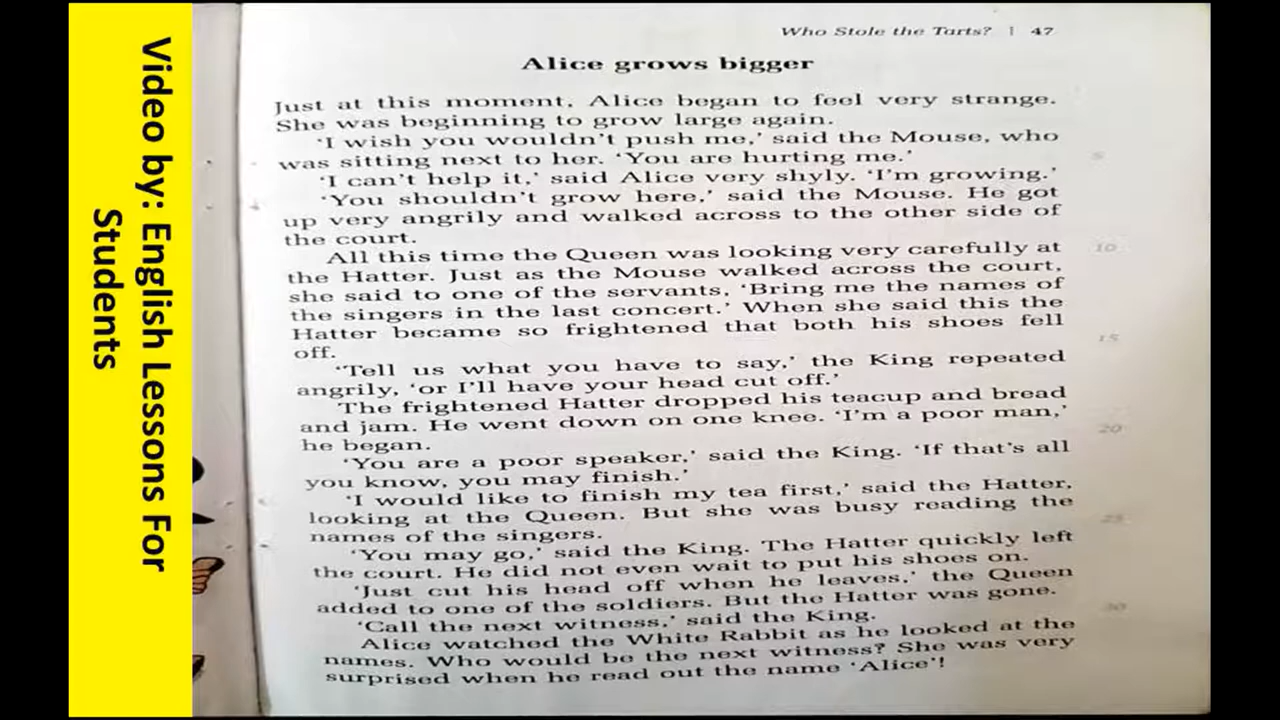 Video by: English Lessons For
Students
Who Stole the Tarts? | 47
Alice grows bigger
Just at this moment, Alice began to feel very strange.
She was beginning to grow large again.
'I wish you wouldn't push me,' said the Mouse, who
was sitting next to her. 'You are hurting me.'
5
'I can't help it,' said Alice very shyly. 'I'm growing.'
'You shouldn't grow here,' said the Mouse. He got
up very angrily and walked across to the other side of
the court.
All this time the Queen was looking very carefully at
10
the Hatter. Just as the Mouse walked across the court,
she said to one of the servants, 'Bring me the names of
the singers in the last concert.' When she said this the
Hatter became so frightened that both his shoes fell
off.
15
'Tell us what you have to say,' the King repeated
angrily, 'or I'll have your head cut off.'
The frightened Hatter dropped his teacup and bread
and jam. He went down on one knee. 'I'm a poor man,'
he began.
20
'You are a poor speaker,' said the King. 'If that's all
you know, you may finish.'
'I would like to finish my tea first,' said the Hatter,
looking at the Queen. But she was busy reading the
names of the singers.
25
'You may go,' said the King. The Hatter quickly left
the court. He did not even wait to put his shoes on.
'Just cut his head off when he leaves,' the Queen
added to one of the soldiers. But the Hatter was gone.
'Call the next witness,' said the King.
30
Alice watched the White Rabbit as he looked at the
names. Who would be the next witness? She was very
surprised when he read out the name 'Alice'!